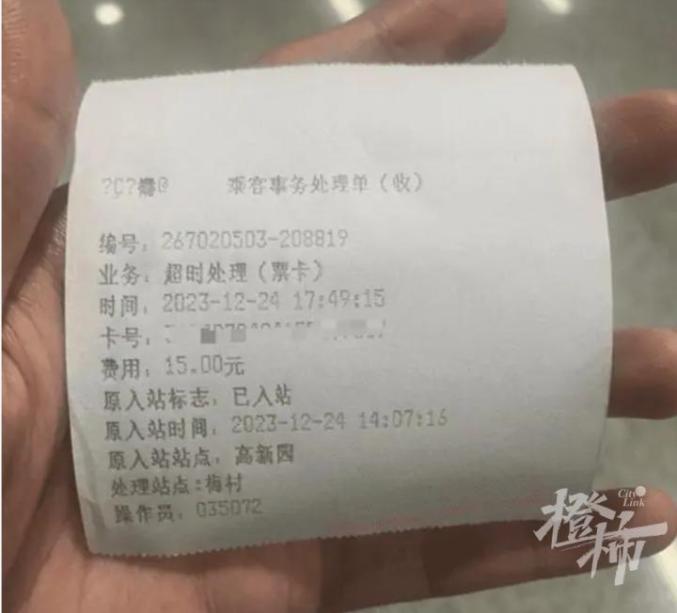 乘客事务处理单（收）
编号：267020503-208819
业务：超时处理（票卡）
时间：2023-12-24 17:49:15
卡号：
费用：15.00元
原入站标志：已入站
原入站时间：2023-12-24 14:07:16
原入站站点：高新园
处理站点：梅村
操作员：035072
橙柿
City Link